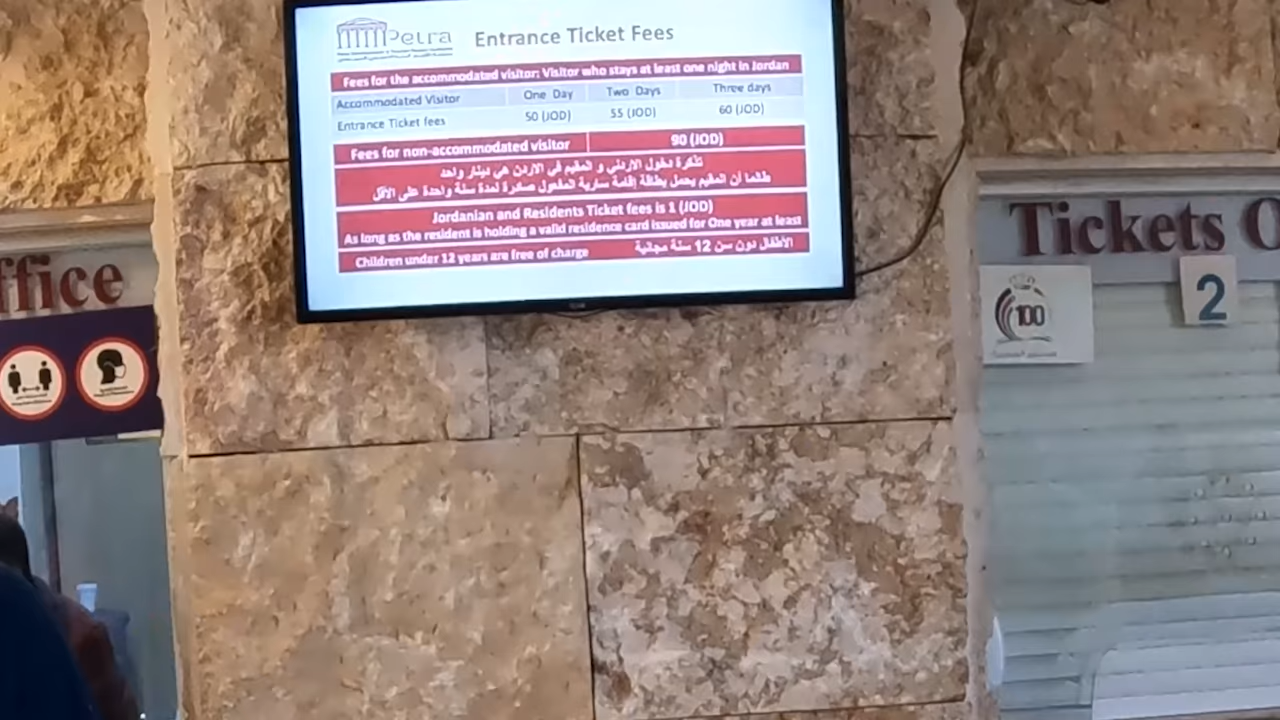 Petra
Entrance Ticket Fees
Fees for the accommodated visitor: Visitor who stays at least one night in Jordan
Accommodated Visitor One Day Two Days Three days
Entrance Ticket fees 50 (JOD) 55 (JOD) 60 (JOD)
Fees for non-accommodated visitor 90 (JOD)
تذكرة دخول الاردني و المقيم في الاردن هي دينار واحد
طالما أن المقيم يحمل بطاقة إقامة سارية المفعول صادرة لمدة سنة واحدة على الأقل
Jordanian and Residents Ticket fees is 1 (JOD)
As long as the resident is holding a valid residence card issued for One year at least
Children under 12 years are free of charge الأطفال دون سن 12 سنة مجانية
ffice
Tickets O
2
100